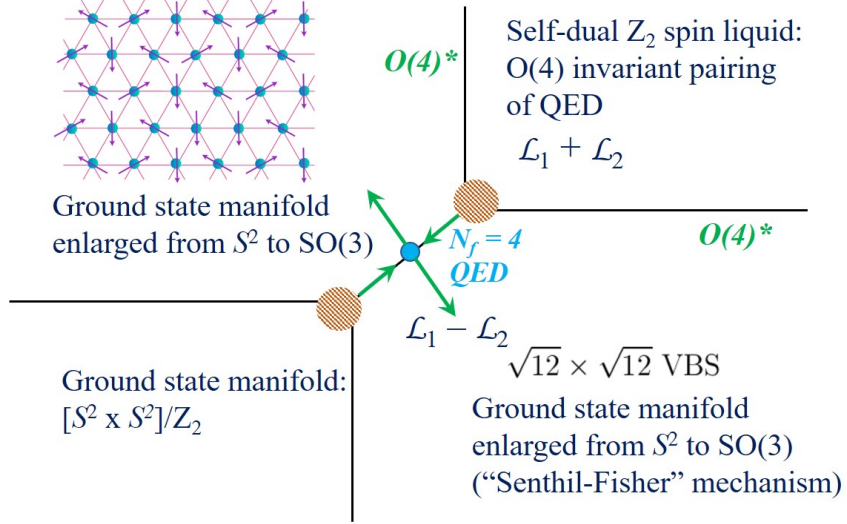 O(4)*
Self-dual Z₂ spin liquid:
O(4) invariant pairing
of QED
ℒ₁ + ℒ₂
Ground state manifold
enlarged from S² to SO(3)
N_f = 4
QED
O(4)*
ℒ₁ − ℒ₂
√12 × √12 VBS
Ground state manifold:
[S² x S²]/Z₂
Ground state manifold
enlarged from S² to SO(3)
(“Senthil-Fisher” mechanism)